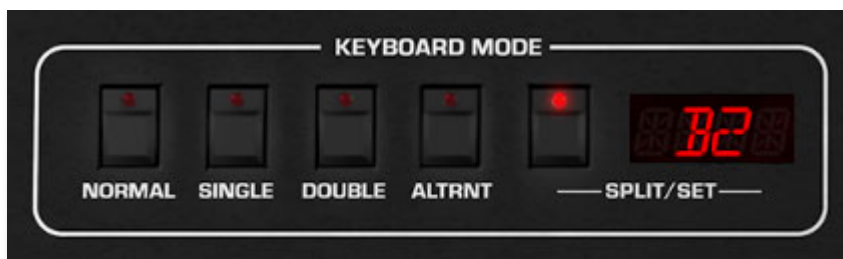 KEYBOARD MODE
B2
NORMAL SINGLE DOUBLE ALTRNT SPLIT/SET